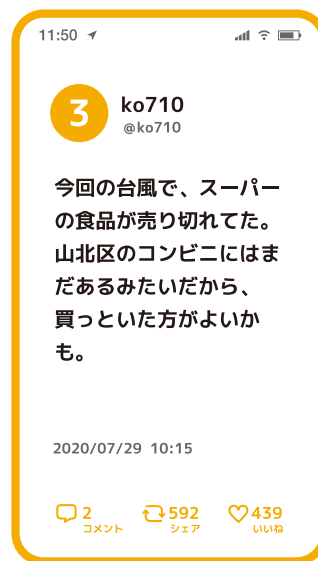 11:50
3
ko710
@ko710
今回の台風で、スーパー
の食品が売り切れてた。
山北区のコンビニにはま
だあるみたいだから、
買っといた方がよいか
も。
2020/07/29 10:15
2 592 439
コメント シェア いいね